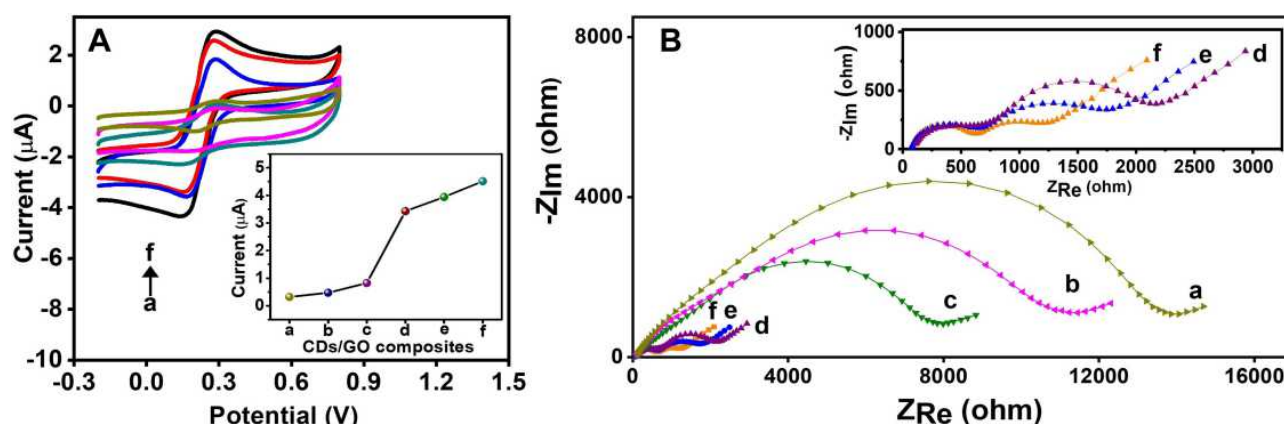 A
Current (μA)
2
0
-2
-4
-6
-8
-10
-0.3
0.0
0.3
0.6
0.9
1.2
1.5
Potential (V)
f
a
Current (μA)
5
4
3
2
1
0
a
b
c
d
e
f
CDs/GO composites
B
-ZIm (ohm)
8000
4000
0
0
4000
8000
12000
16000
ZRe (ohm)
f
e
d
c
b
a
-ZIm (ohm)
1000
750
500
250
0
0
500
1000
1500
2000
2500
3000
ZRe (ohm)
f
e
d